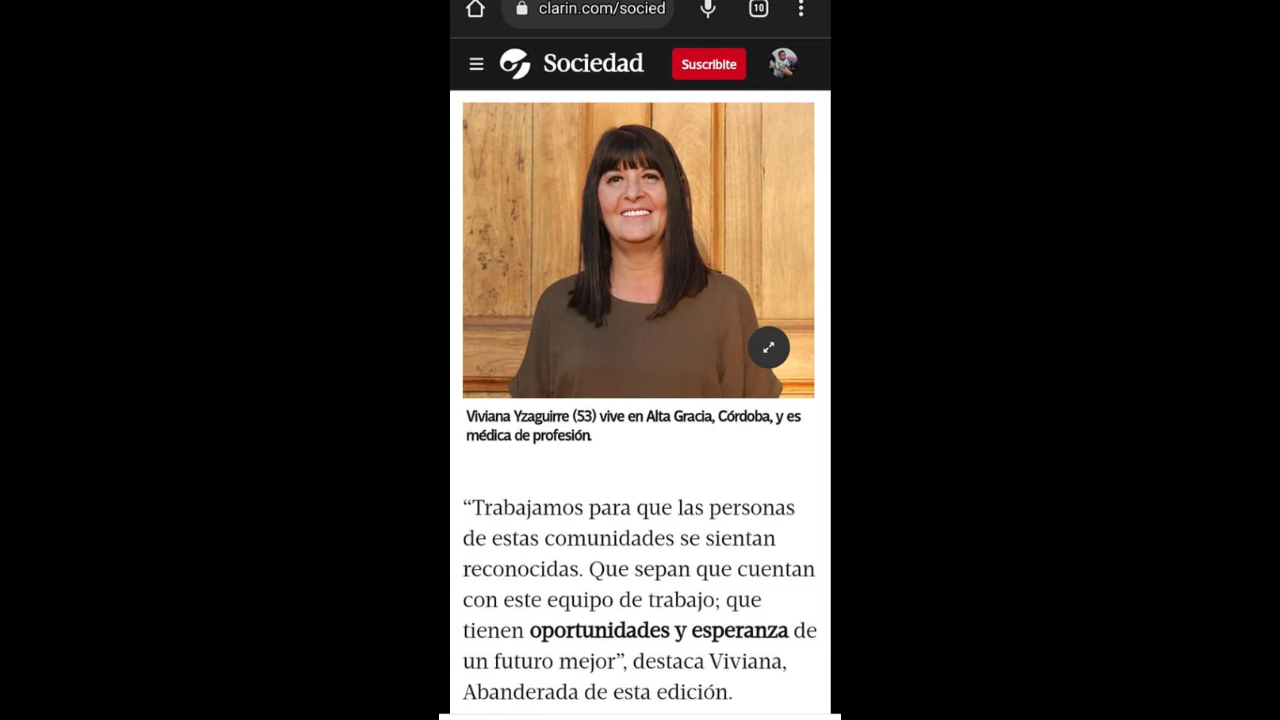 clarin.com/socied
10
Sociedad
Suscribite
Viviana Yzaguirre (53) vive en Alta Gracia, Córdoba, y es
médica de profesión.
“Trabajamos para que las personas
de estas comunidades se sientan
reconocidas. Que sepan que cuentan
con este equipo de trabajo; que
tienen oportunidades y esperanza de
un futuro mejor”, destaca Viviana,
Abanderada de esta edición.